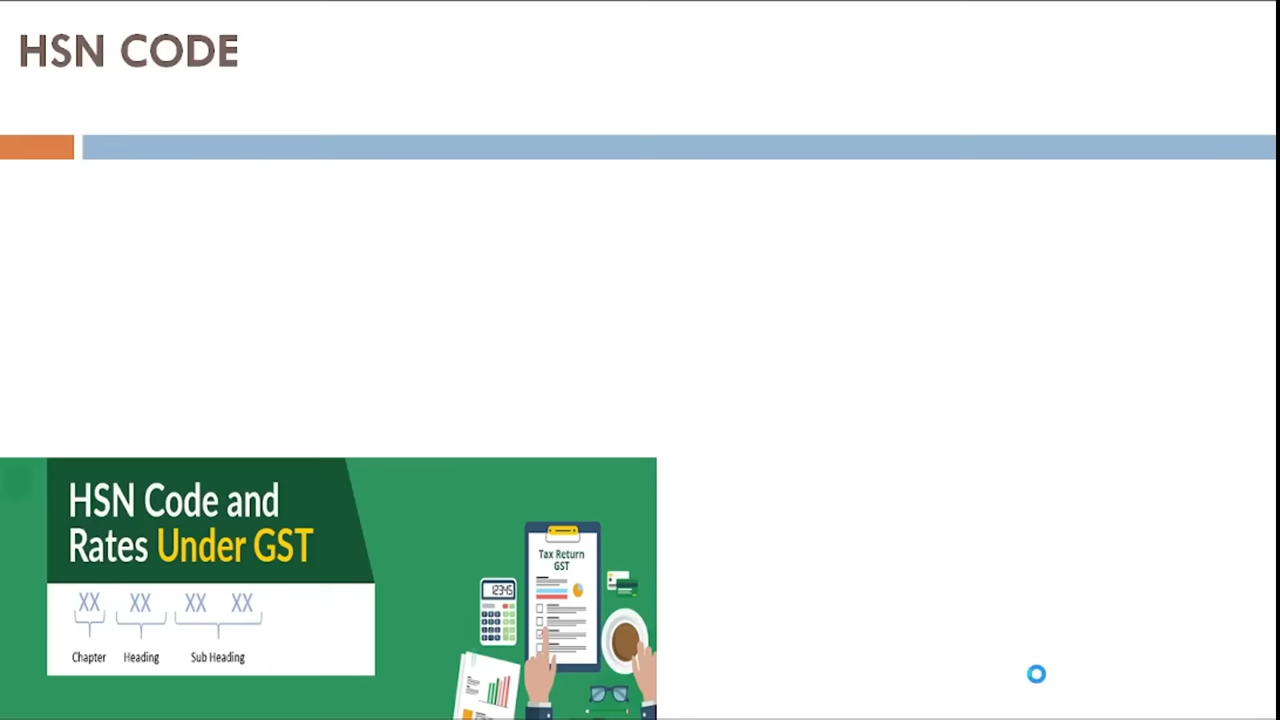 HSN CODE
HSN Code and
Rates Under GST
XX XX XX XX
Chapter Heading Sub Heading
12345
Tax Return
GST